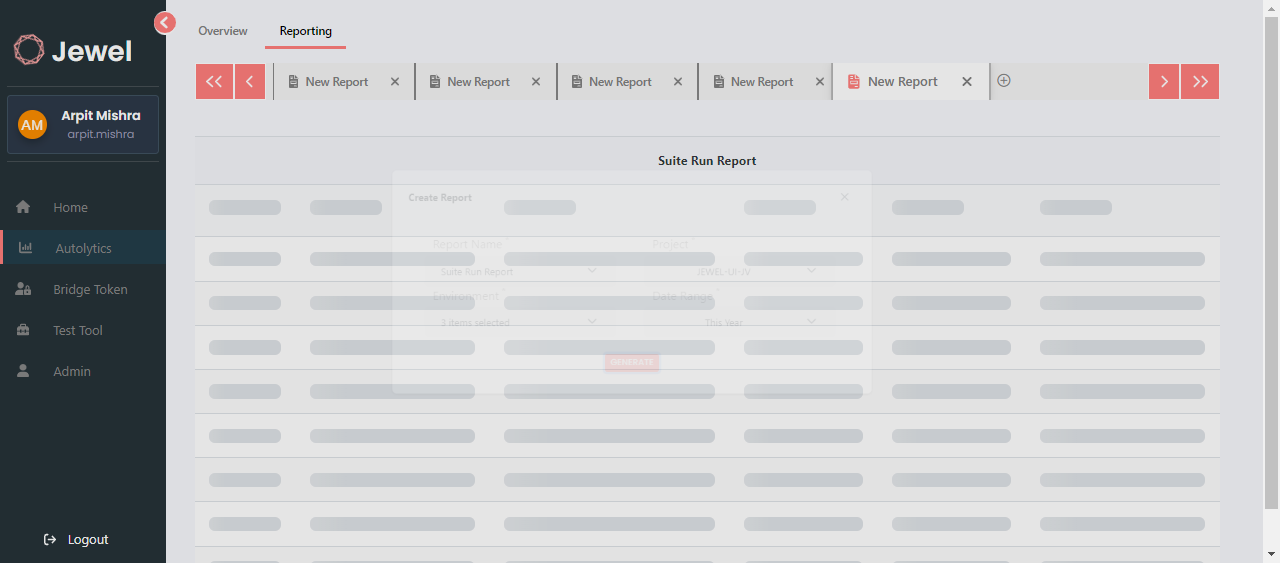 Jewel
AM
Arpit Mishra
arpit.mishra
Home
Autolytics
Bridge Token
Test Tool
Admin
Logout
Overview
Reporting
New Report
New Report
New Report
New Report
New Report
Suite Run Report
Create Report
Report Name *
Project *
Suite Run Report
JEWEL-UI-JV
Environment *
Date Range *
3 items selected
This Year
GENERATE